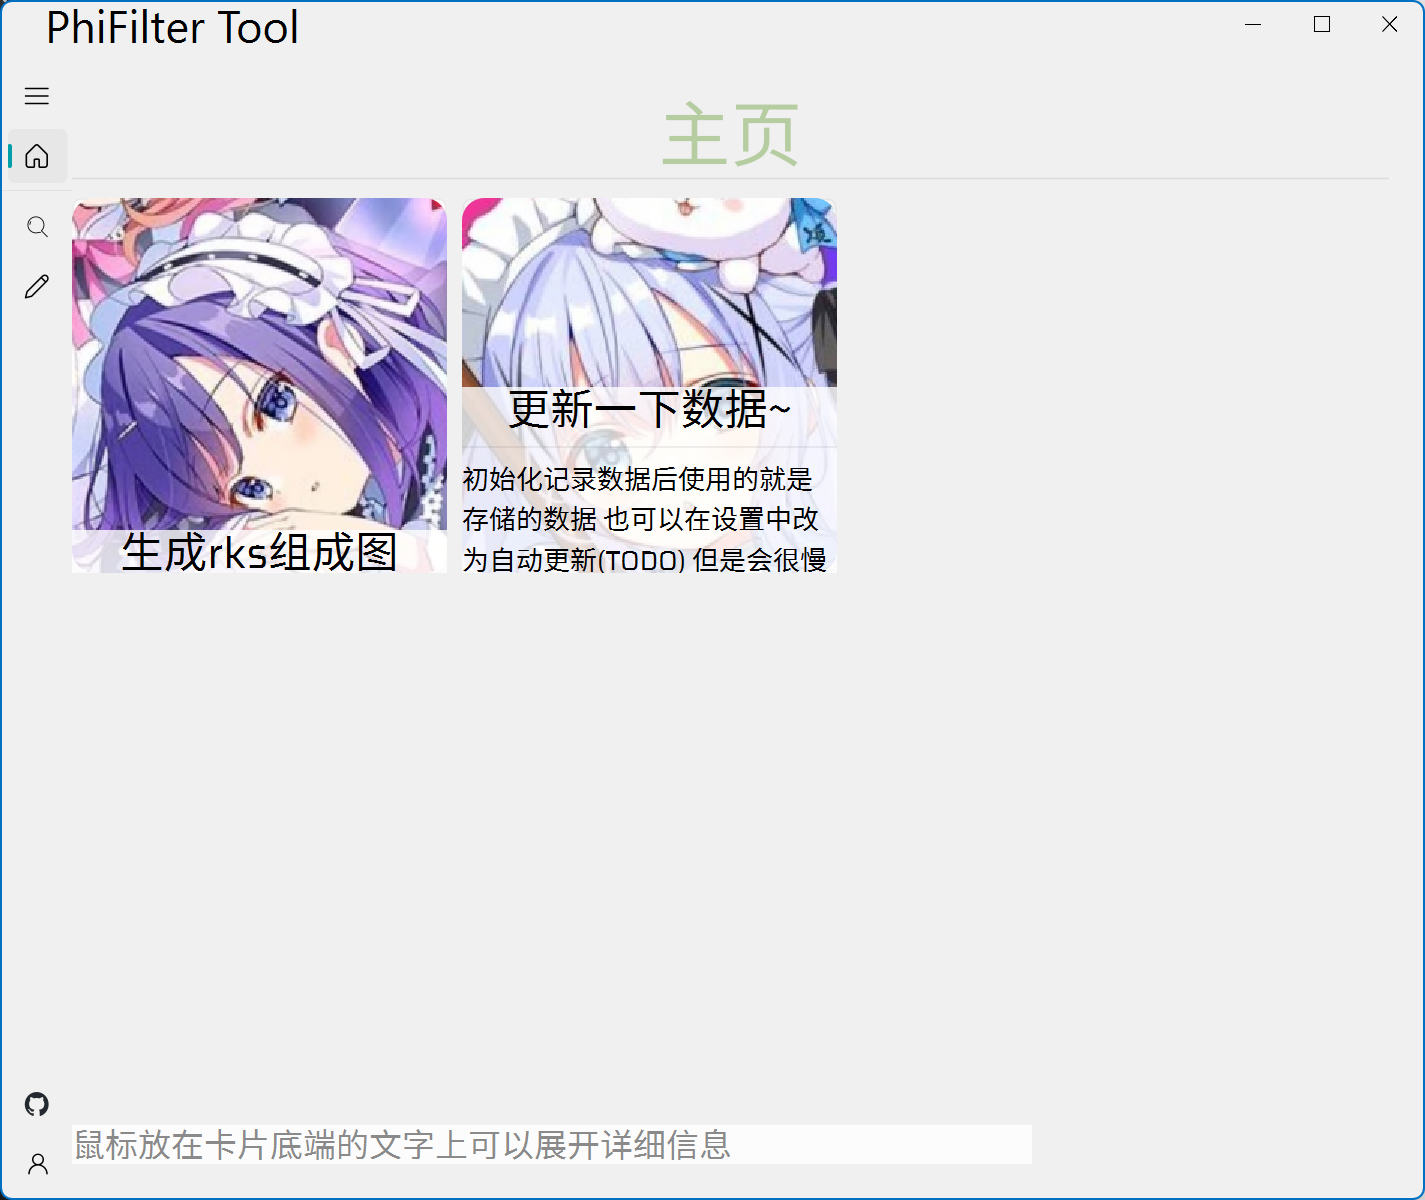 PhiFilter Tool
主页
生成rks组成图
更新一下数据~
初始化记录数据后使用的就是
存储的数据 也可以在设置中改
为自动更新(TODO) 但是会很慢
鼠标放在卡片底端的文字上可以展开详细信息